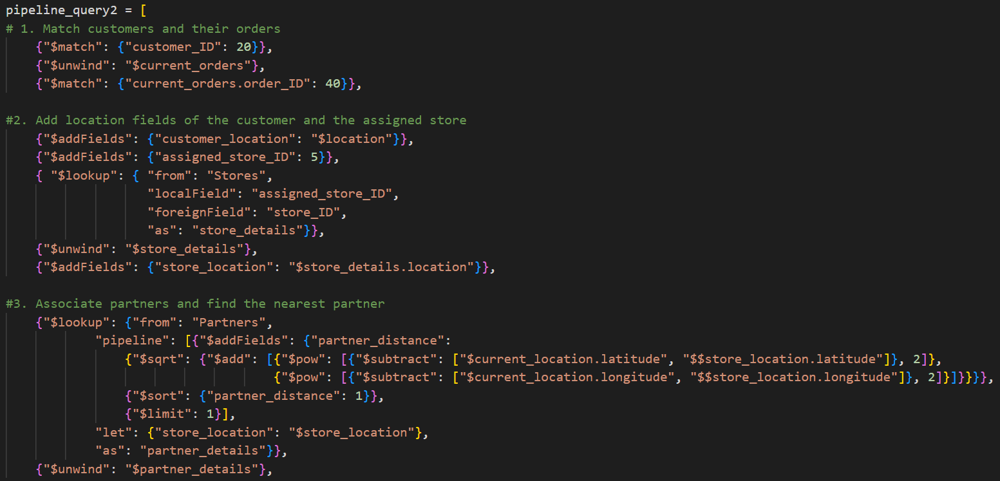 pipeline_query2 = [
# 1. Match customers and their orders
    {"$match": {"customer_ID": 20}},
    {"$unwind": "$current_orders"},
    {"$match": {"current_orders.order_ID": 40}},

#2. Add location fields of the customer and the assigned store
    {"$addFields": {"customer_location": "$location"}},
    {"$addFields": {"assigned_store_ID": 5}},
    { "$lookup": { "from": "Stores",
                   "localField": "assigned_store_ID",
                   "foreignField": "store_ID",
                   "as": "store_details"}},
    {"$unwind": "$store_details"},
    {"$addFields": {"store_location": "$store_details.location"}},

#3. Associate partners and find the nearest partner
    {"$lookup": {"from": "Partners",
            "pipeline": [{"$addFields": {"partner_distance":
                {"$sqrt": {"$add": [{"$pow": [{"$subtract": ["$current_location.latitude", "$$store_location.latitude"]}, 2]},
                                    {"$pow": [{"$subtract": ["$current_location.longitude", "$$store_location.longitude"]}, 2]}]}}}},
                {"$sort": {"partner_distance": 1}},
                {"$limit": 1}],
            "let": {"store_location": "$store_location"},
            "as": "partner_details"}},
    {"$unwind": "$partner_details"},